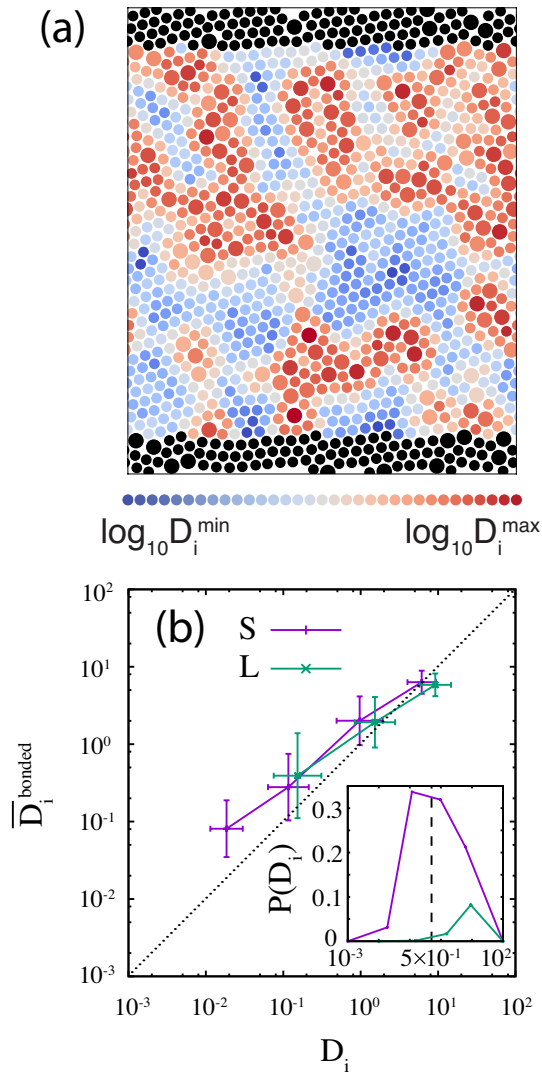 (a)
log₁₀Dᵢᵐⁱⁿ log₁₀Dᵢᵐᵃˣ
(b)
S
L
10²
10¹
10⁰
10⁻¹
10⁻²
10⁻³
D̅ᵢᵇᵒⁿᵈᵉᵈ
P(Dᵢ)
0.3
0.2
0.1
0
10⁻³ 5×10⁻¹ 10²
10⁻³ 10⁻² 10⁻¹ 10⁰ 10¹ 10²
Dᵢ